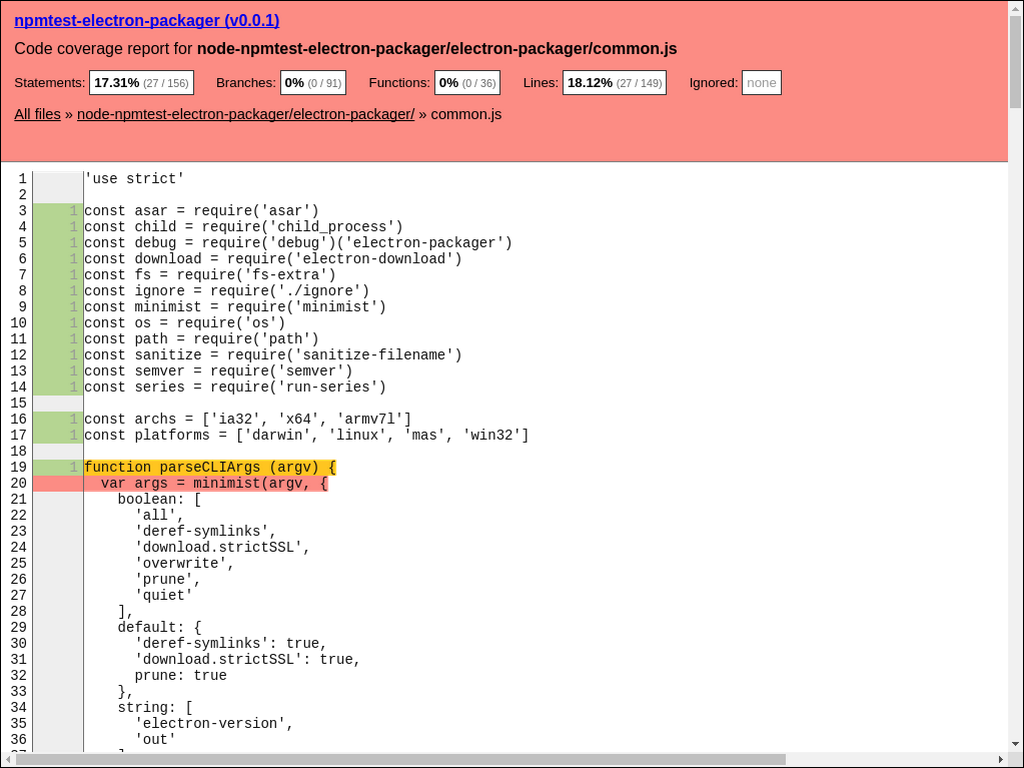 npmtest-electron-packager (v0.0.1)
Code coverage report for node-npmtest-electron-packager/electron-packager/common.js
Statements: 17.31% (27 / 156) Branches: 0% (0 / 91) Functions: 0% (0 / 36) Lines: 18.12% (27 / 149) Ignored: none
All files » node-npmtest-electron-packager/electron-packager/ » common.js
1 'use strict'
2
3 1 const asar = require('asar')
4 1 const child = require('child_process')
5 1 const debug = require('debug')('electron-packager')
6 1 const download = require('electron-download')
7 1 const fs = require('fs-extra')
8 1 const ignore = require('./ignore')
9 1 const minimist = require('minimist')
10 1 const os = require('os')
11 1 const path = require('path')
12 1 const sanitize = require('sanitize-filename')
13 1 const semver = require('semver')
14 1 const series = require('run-series')
15
16 1 const archs = ['ia32', 'x64', 'armv7l']
17 1 const platforms = ['darwin', 'linux', 'mas', 'win32']
18
19 1 function parseCLIArgs (argv) {
20 var args = minimist(argv, {
21 boolean: [
22 'all',
23 'deref-symlinks',
24 'download.strictSSL',
25 'overwrite',
26 'prune',
27 'quiet'
28 ],
29 default: {
30 'deref-symlinks': true,
31 'download.strictSSL': true,
32 prune: true
33 },
34 string: [
35 'electron-version',
36 'out'